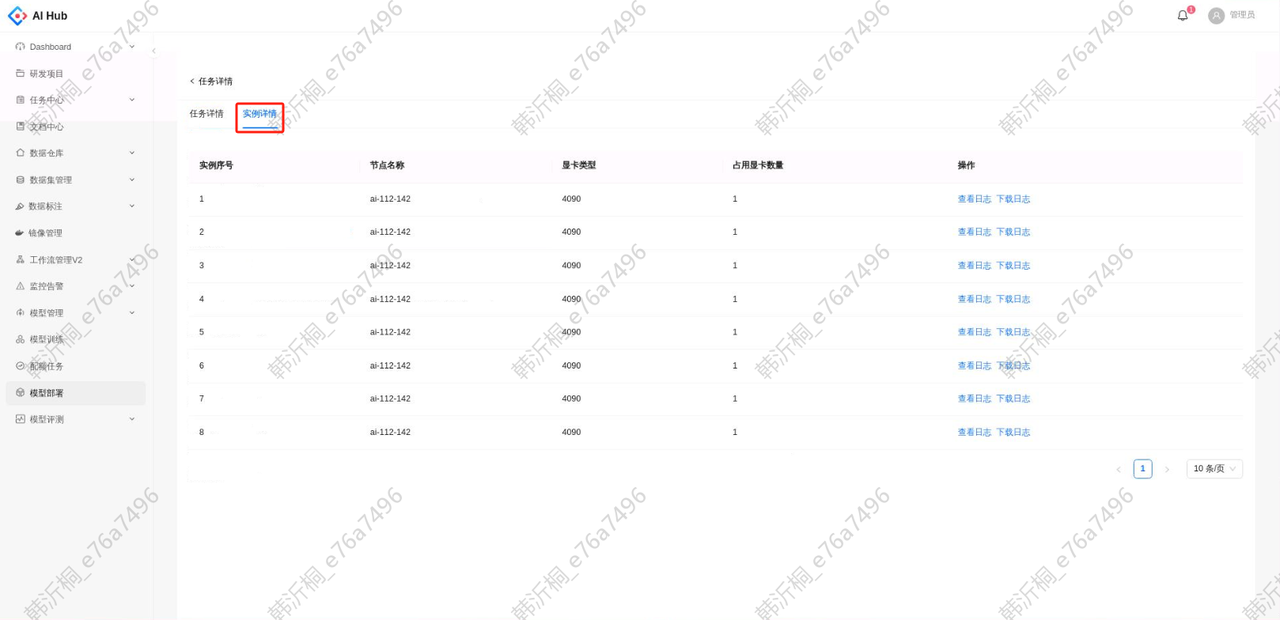 AI Hub
1
管理员
Dashboard
研发项目
任务中心
文档中心
数据仓库
数据集管理
数据标注
镜像管理
工作流管理V2
监控告警
模型管理
模型训练
配额任务
模型部署
模型评测
< 任务详情
任务详情 实例详情
实例序号 节点名称 显卡类型 占用显卡数量 操作
1 ai-112-142 4090 1 查看日志 下载日志
2 ai-112-142 4090 1 查看日志 下载日志
3 ai-112-142 4090 1 查看日志 下载日志
4 ai-112-142 4090 1 查看日志 下载日志
5 ai-112-142 4090 1 查看日志 下载日志
6 ai-112-142 4090 1 查看日志 下载日志
7 ai-112-142 4090 1 查看日志 下载日志
8 ai-112-142 4090 1 查看日志 下载日志
< 1 > 10 条/页
韩沂桐_e76a7496